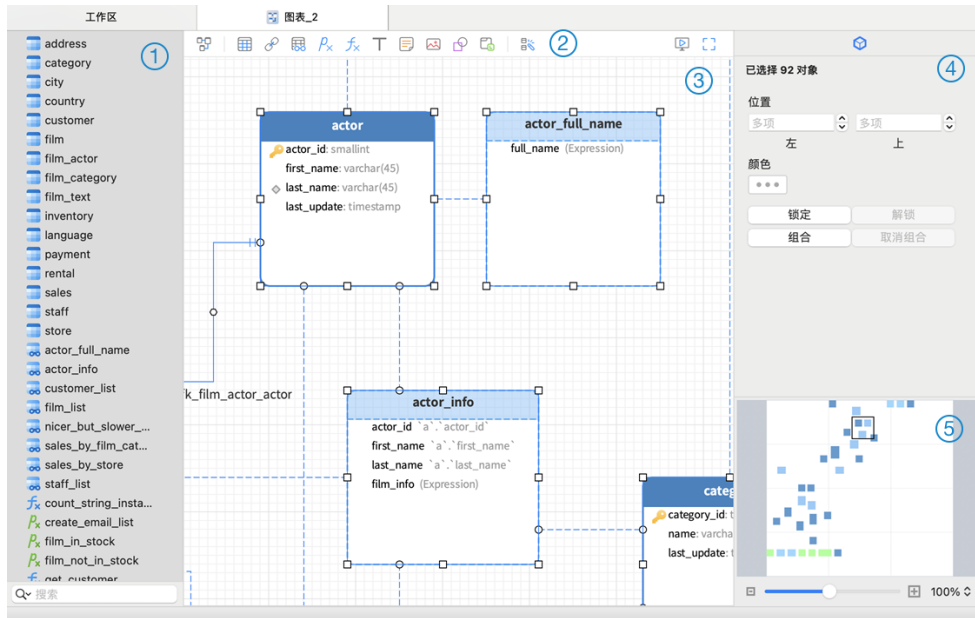 工作区
图表_2
address
category
city
country
customer
film
film_actor
film_category
film_text
inventory
language
payment
rental
sales
staff
store
actor_full_name
actor_info
customer_list
film_list
nicer_but_slower_...
sales_by_film_cat...
sales_by_store
staff_list
count_string_insta...
create_email_list
film_in_stock
film_not_in_stock
get_customer
搜索
1
2
3
actor
actor_id: smallint
first_name: varchar(45)
last_name: varchar(45)
last_update: timestamp
actor_full_name
full_name (Expression)
k_film_actor_actor
actor_info
actor_id `a`.`actor_id`
first_name `a`.`first_name`
last_name `a`.`last_name`
film_info (Expression)
categ
category_id: t
name: varcha
last_update: t
4
已选择 92 对象
位置
多项 多项
左 上
颜色
锁定 解锁
组合 取消组合
5
100%